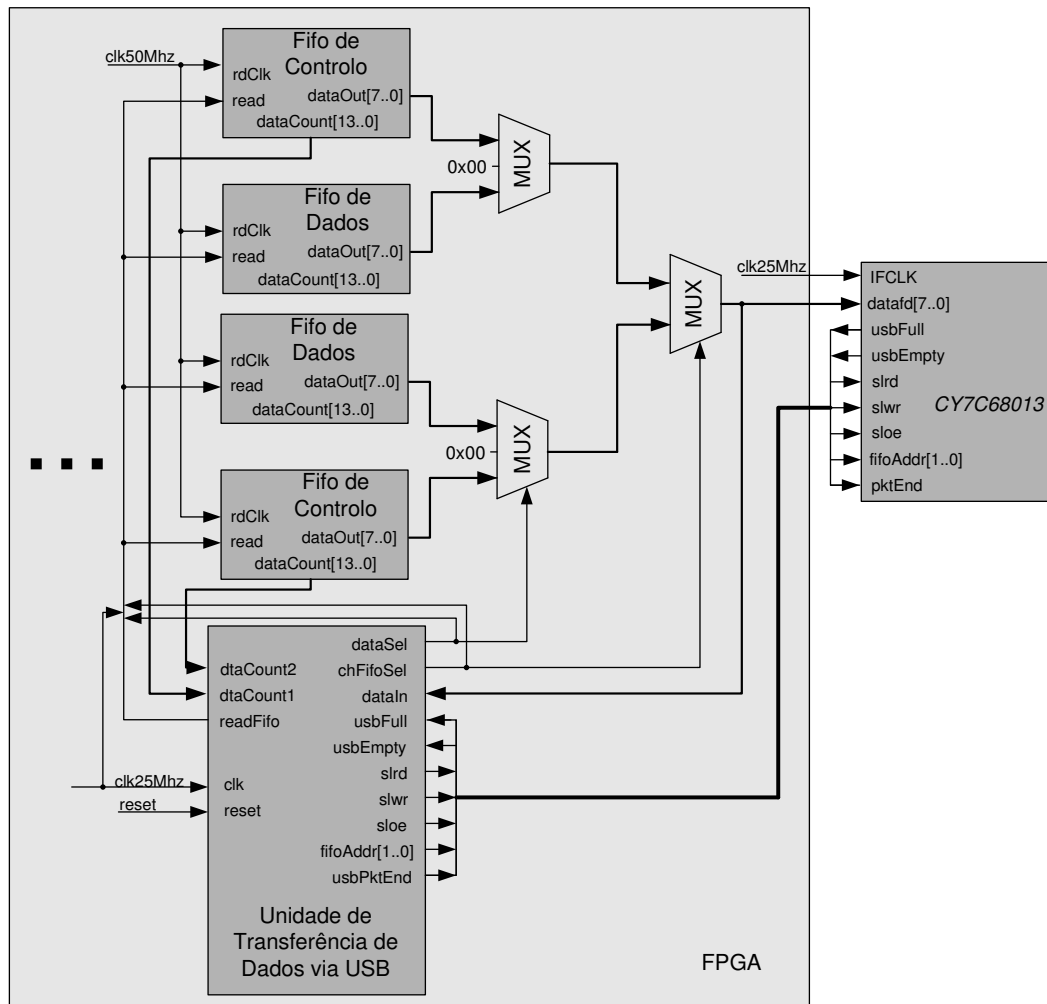 clk50Mhz
Fifo de
Controlo
rdClk
read
dataOut[7..0]
dataCount[13..0]
MUX
0x00
Fifo de
Dados
rdClk
read
dataOut[7..0]
dataCount[13..0]
clk25Mhz
MUX
IFCLK
datafd[7..0]
usbFull
usbEmpty
slrd
slwr
sloe
fifoAddr[1..0]
pktEnd
CY7C68013
Fifo de
Dados
rdClk
read
dataOut[7..0]
dataCount[13..0]
MUX
0x00
Fifo de
Controlo
rdClk
read
dataOut[7..0]
dataCount[13..0]
dataSel
dtaCount2
chFifoSel
dtaCount1
dataIn
readFifo
usbFull
usbEmpty
slrd
clk25Mhz
clk
slwr
reset
reset
sloe
fifoAddr[1..0]
usbPktEnd
Unidade de
Transferência de
Dados via USB
FPGA